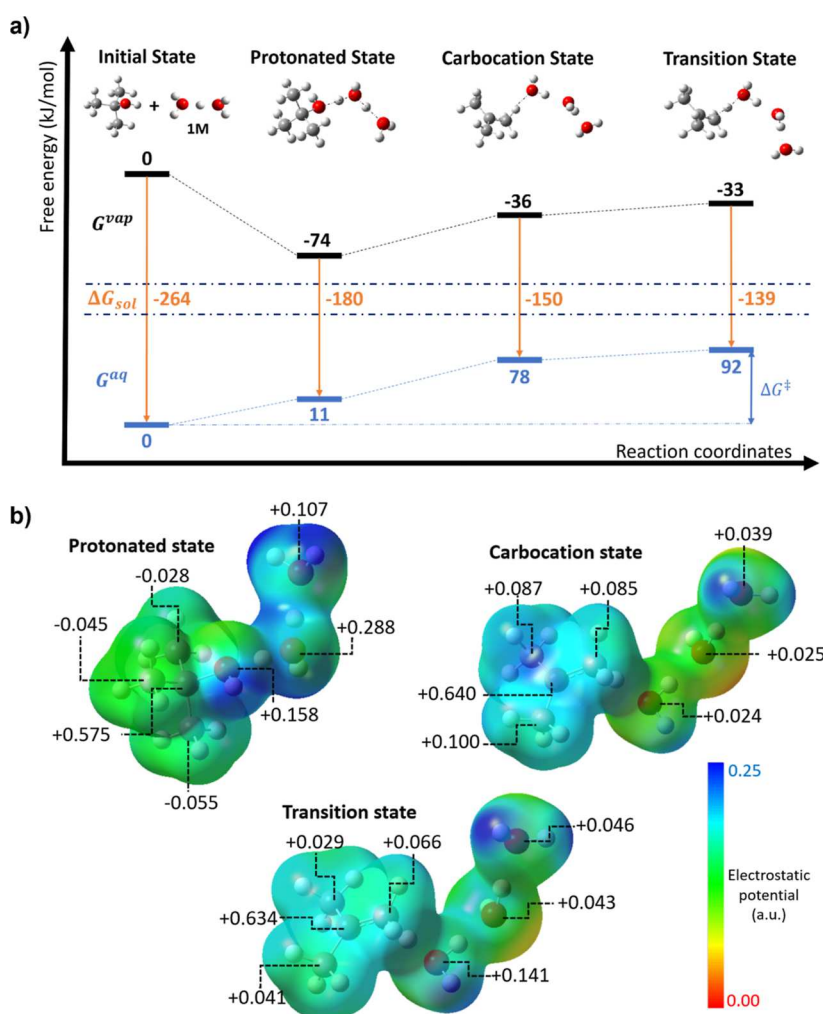 a)
Free energy (kJ/mol)
Initial State Protonated State Carbocation State Transition State
+
1M
0
-74
-36
-33
G^vap
ΔG_sol -264 -180 -150 -139
G^aq
0
11
78
92
ΔG‡
Reaction coordinates
b)
Protonated state
+0.107
-0.028
-0.045
+0.288
+0.158
+0.575
-0.055
Carbocation state
+0.039
+0.087 +0.085
+0.025
+0.640
+0.024
+0.100
Transition state
+0.029 +0.066
+0.046
+0.634
+0.043
+0.041
+0.141
0.25
Electrostatic
potential
(a.u.)
0.00